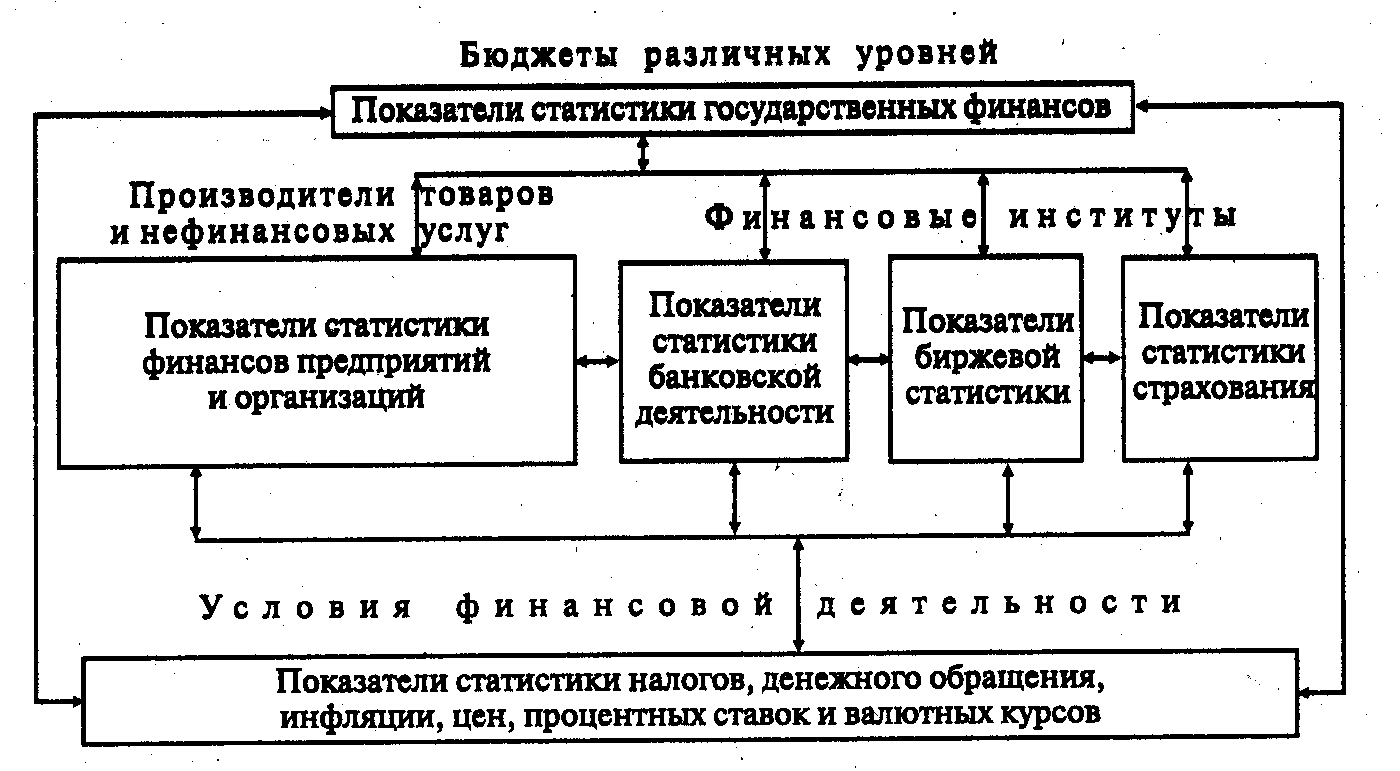 Бюджеты различных уровней
Показатели статистики государственных финансов
Производители товаров
и нефинансовых услуг
Финансовые институты
Показатели статистики
финансов предприятий
и организаций
Показатели
статистики
банковской
деятельности
Показатели
биржевой
статистики
Показатели
статистики
страхования
Условия финансовой деятельности
Показатели статистики налогов, денежного обращения,
инфляции, цен, процентных ставок и валютных курсов